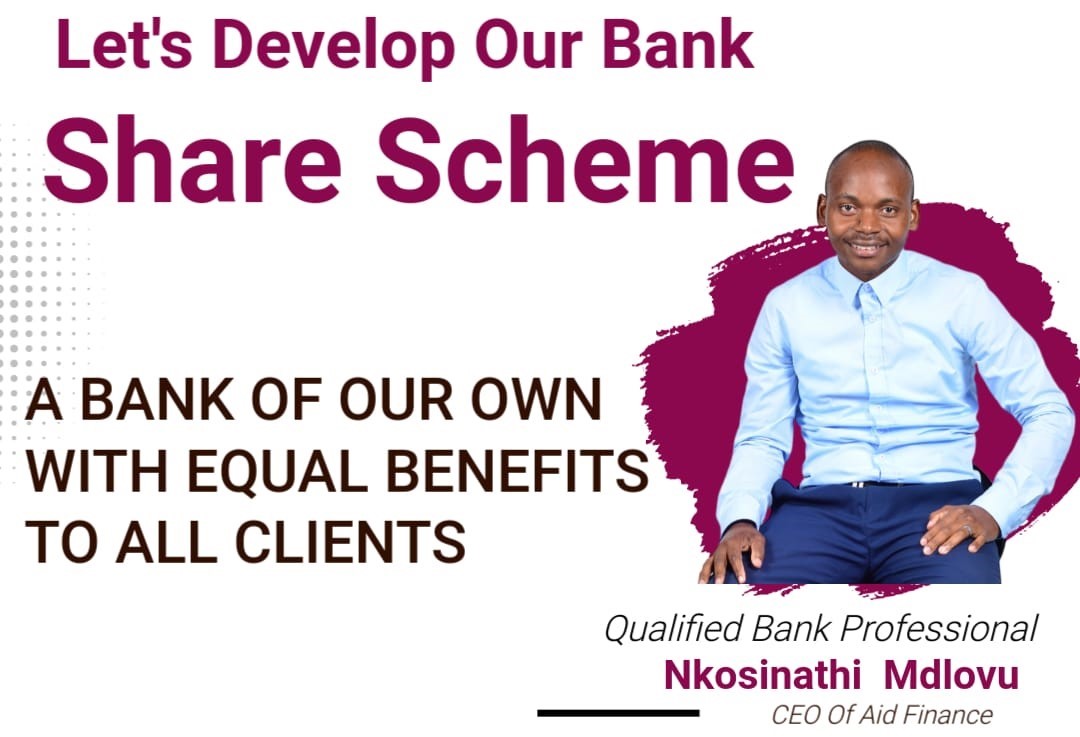 Let's Develop Our Bank
Share Scheme
A BANK OF OUR OWN
WITH EQUAL BENEFITS
TO ALL CLIENTS
Qualified Bank Professional
Nkosinathi Mdlovu
CEO Of Aid Finance